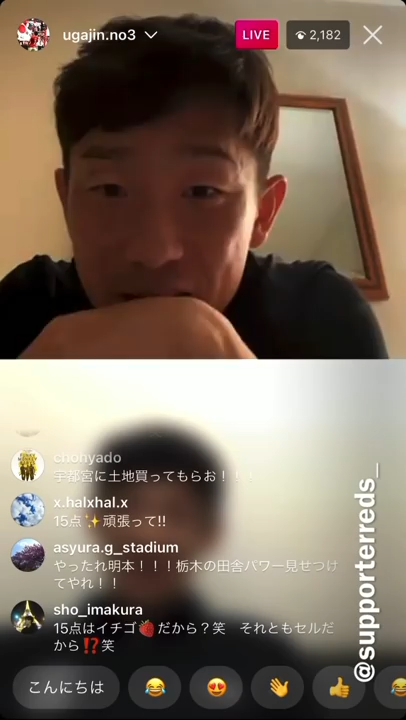 ugajin.no3
LIVE
2,182
chonyado
宇都宮に土地買ってもらお！！！
x.halxhal.x
15点✨頑張って!!
asyura.g_stadium
やったれ明本！！！栃木の田舎パワー見せつけ
てやれ！！
sho_imakura
15点はイチゴ🍓だから？笑　それともセルだ
から⁉️笑
こんにちは
@supporterreds_